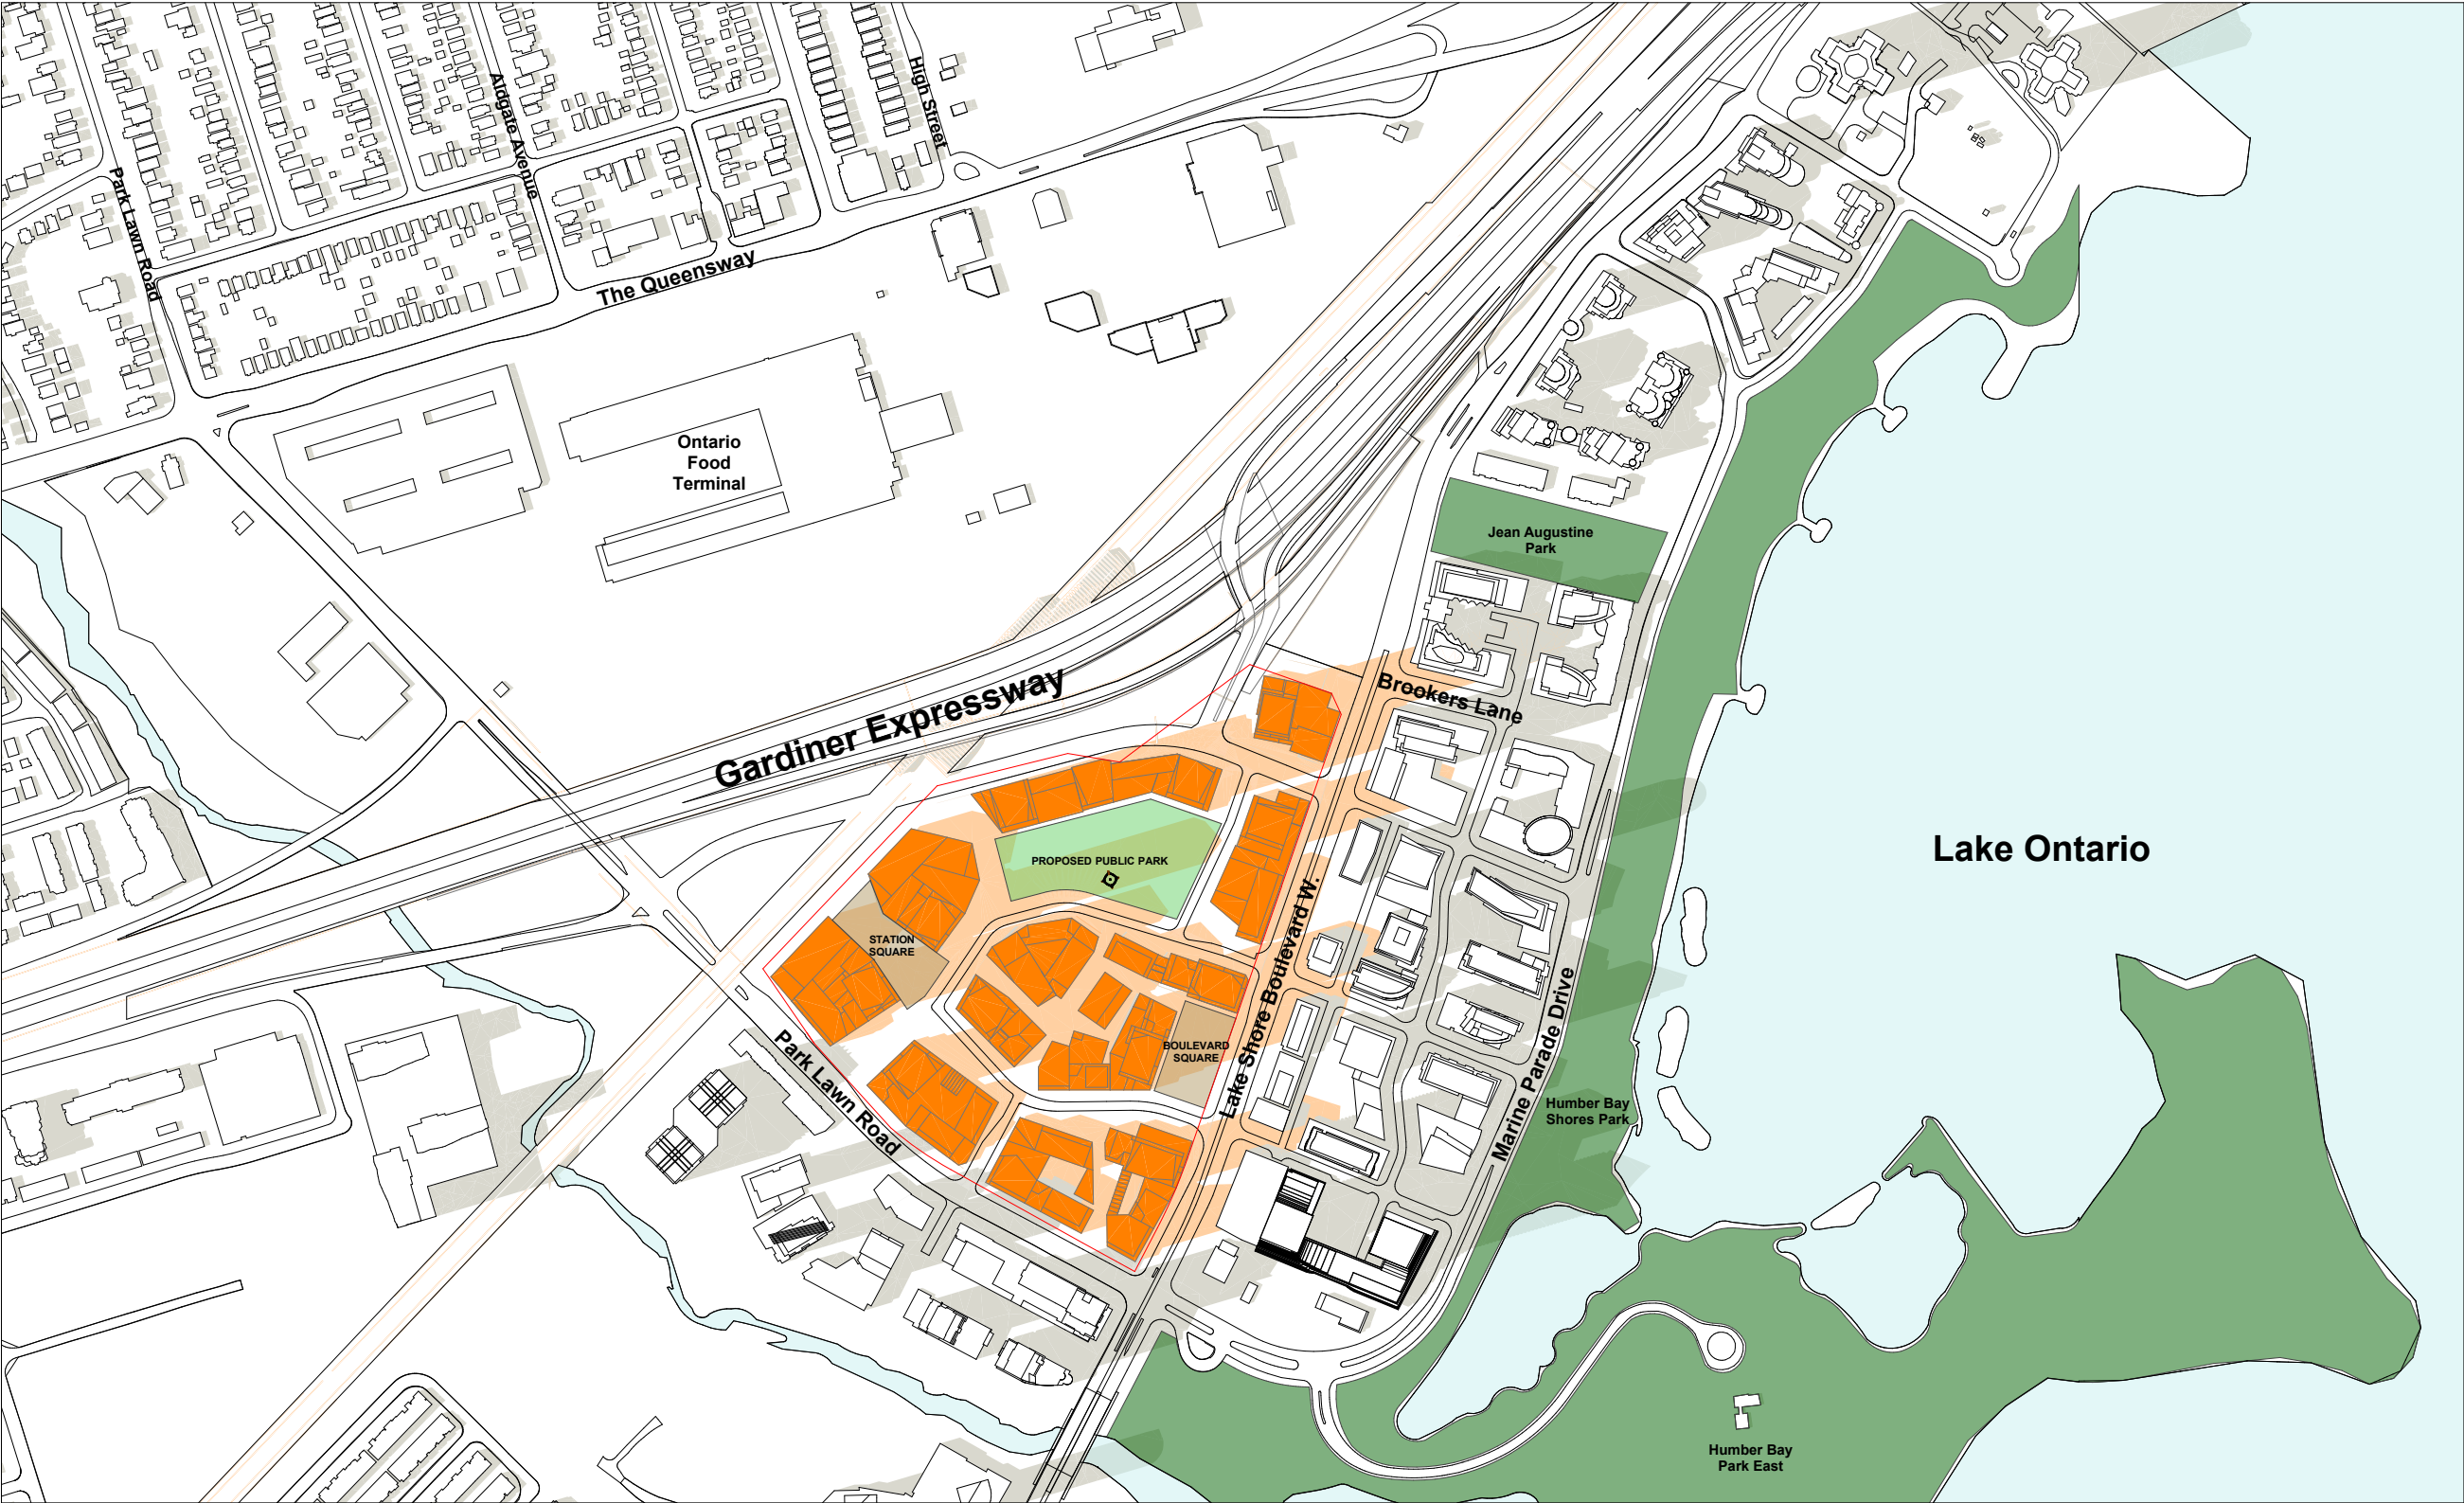 High Street
Aldgate Avenue
Park Lawn Road
The Queensway
Ontario
Food
Terminal
Jean Augustine
Park
Gardiner Expressway
Brookers Lane
PROPOSED PUBLIC PARK
Lake Ontario
STATION
SQUARE
Lake Shore Boulevard W.
BOULEVARD
SQUARE
Marine Parade Drive
Park Lawn Road
Humber Bay
Shores Park
Humber Bay
Park East